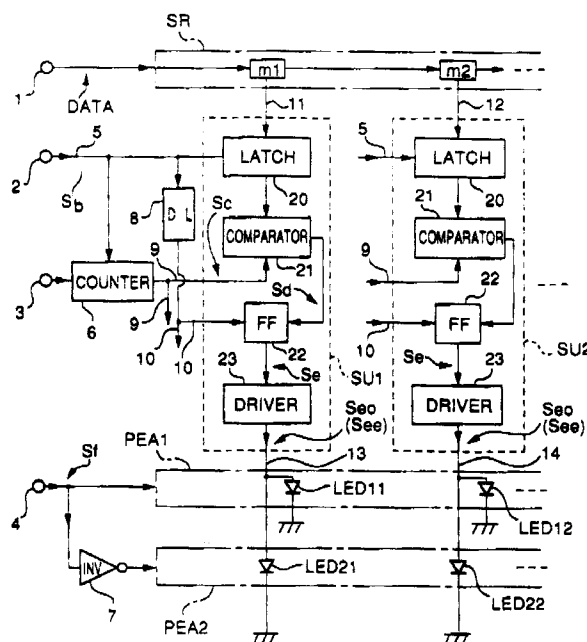 SR
m1 m2
1 DATA 11 12
5 5
2 LATCH LATCH
Sb 20 20
8 DL Sc 21
COMPARATOR COMPARATOR
9 21 9
3 COUNTER Sd
6 9 22
10 10 FF 10 FF
22 Se
23 Se 23
SU1 SU2
DRIVER DRIVER
Seo Seo
(See) (See)
Sf PEA1 13 14
4 LED11 LED12
INV LED21
7 LED22
PEA2